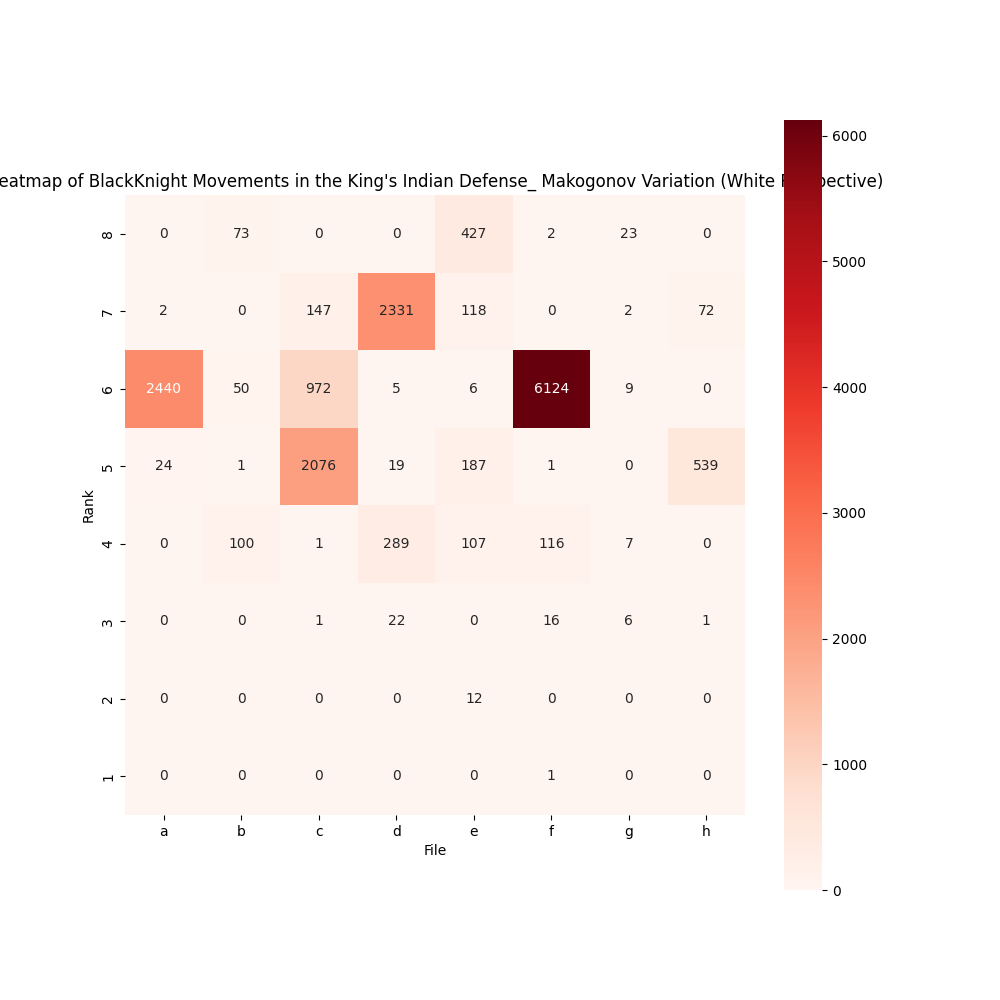 eatmap of BlackKnight Movements in the King's Indian Defense_ Makogonov Variation (White pective)
8 0 73 0 0 427 2 23 0
7 2 0 147 2331 118 0 2 72
6 2440 50 972 5 6 6124 9 0
5 24 1 2076 19 187 1 0 539
4 0 100 1 289 107 116 7 0
3 0 0 1 22 0 16 6 1
2 0 0 0 0 12 0 0 0
1 0 0 0 0 0 1 0 0
a b c d e f g h
File
Rank
6000
5000
4000
3000
2000
1000
0